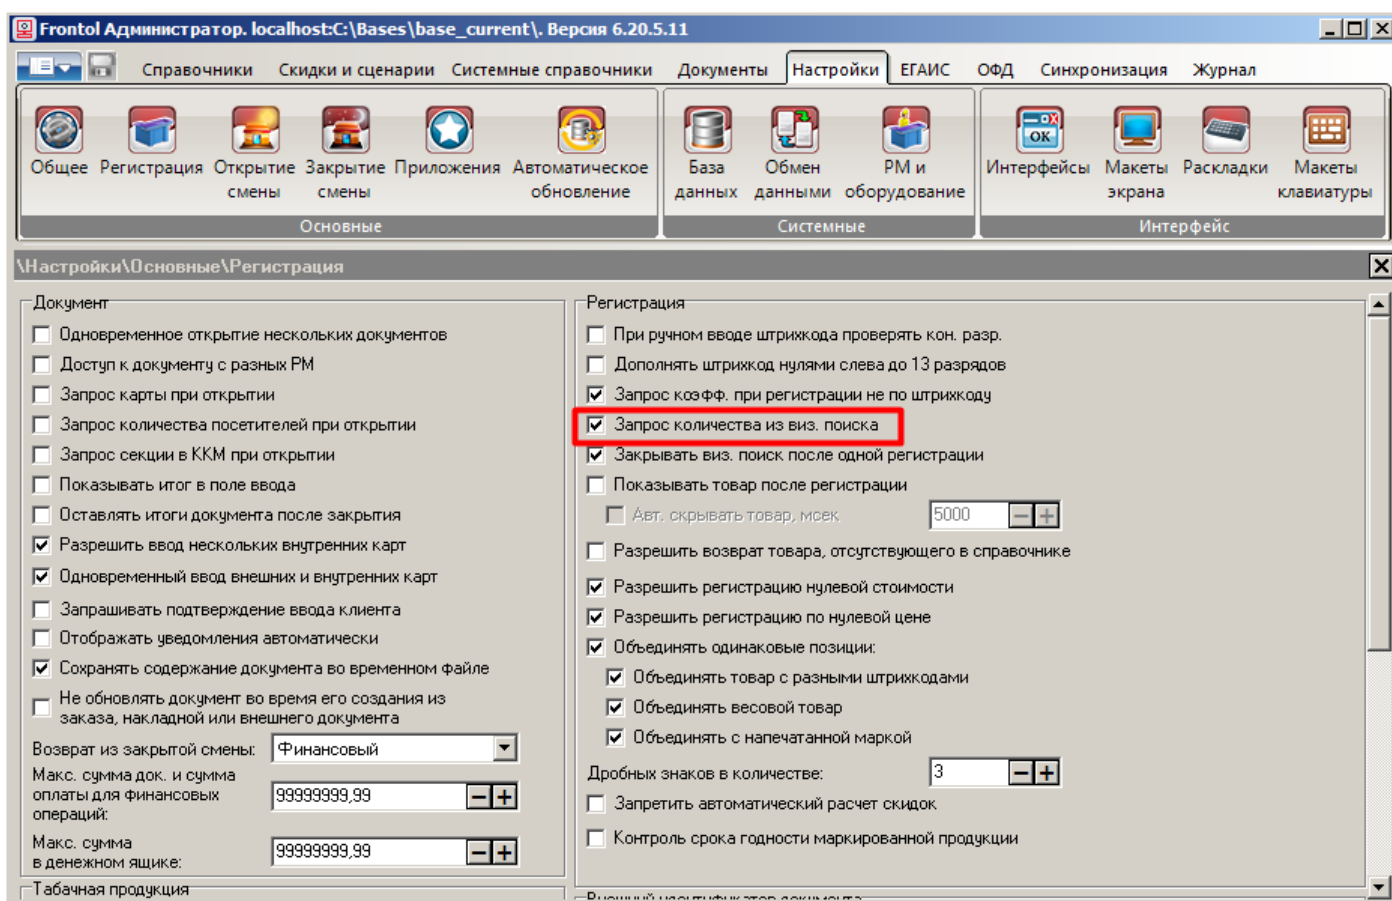 Frontol Администратор. localhost:C:\Bases\base_current\. Версия 6.20.5.11
Справочники Скидки и сценарии Системные справочники Документы Настройки ЕГАИС ОФД Синхронизация Журнал
Общее Регистрация Открытие Закрытие Приложения Автоматическое База Обмен РМ и Интерфейсы Макеты Раскладки Макеты
смены смены обновление данных данными оборудование экрана клавиатуры
OK
Основные Системные Интерфейс
\Настройки\Основные\Регистрация
Документ
Одновременное открытие нескольких документов
Доступ к документу с разных РМ
Запрос карты при открытии
Запрос количества посетителей при открытии
Запрос секции в ККМ при открытии
Показывать итог в поле ввода
Оставлять итоги документа после закрытия
Разрешить ввод нескольких внутренних карт
Одновременный ввод внешних и внутренних карт
Запрашивать подтверждение ввода клиента
Отображать уведомления автоматически
Сохранять содержание документа во временном файле
Не обновлять документ во время его создания из
заказа, накладной или внешнего документа
Возврат из закрытой смены: Финансовый
Макс. сумма док. и сумма
оплаты для финансовых
операций:
99999999,99
Макс. сумма
в денежном ящике:
99999999,99
Табачная продукция
Регистрация
При ручном вводе штрихкода проверять кон. разр.
Дополнять штрихкод нулями слева до 13 разрядов
Запрос коэфф. при регистрации не по штрихкоду
Запрос количества из виз. поиска
Закрывать виз. поиск после одной регистрации
Показывать товар после регистрации
Авт. скрывать товар, мсек 5000
Разрешить возврат товара, отсутствующего в справочнике
Разрешить регистрацию нулевой стоимости
Разрешить регистрацию по нулевой цене
Объединять одинаковые позиции:
Объединять товар с разными штрихкодами
Объединять весовой товар
Объединять с напечатанной маркой
Дробных знаков в количестве: 3
Запретить автоматический расчет скидок
Контроль срока годности маркированной продукции
Внешний идентификатор документа